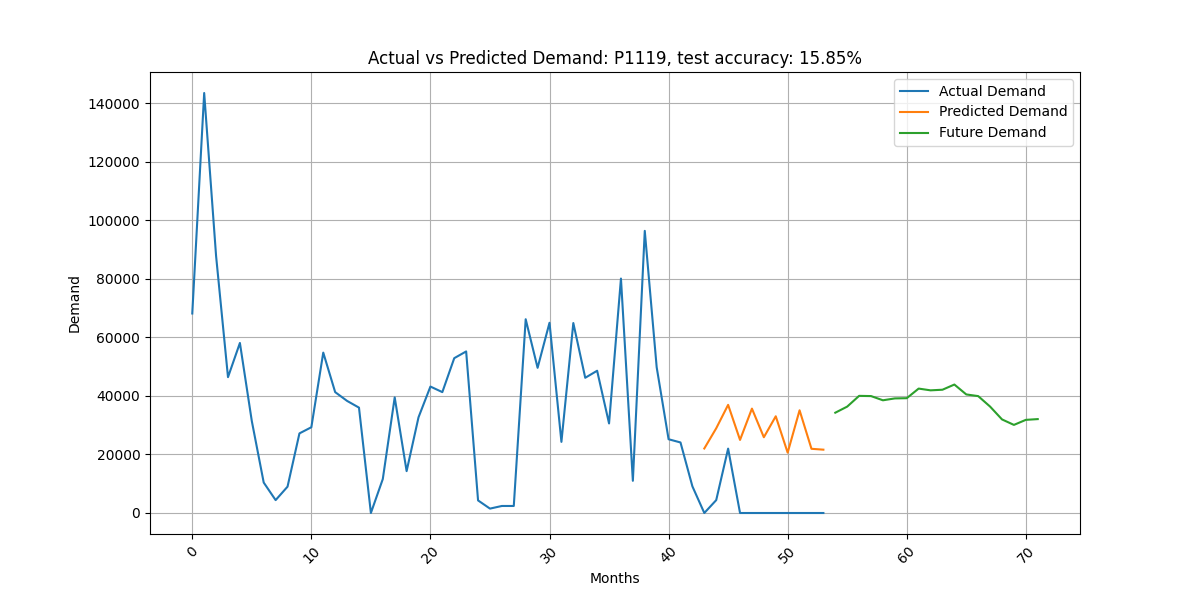 Actual vs Predicted Demand: P1119, test accuracy: 15.85%
Actual Demand
Predicted Demand
Future Demand
140000
120000
100000
80000
60000
40000
20000
0
Demand
0 10 20 30 40 50 60 70
Months